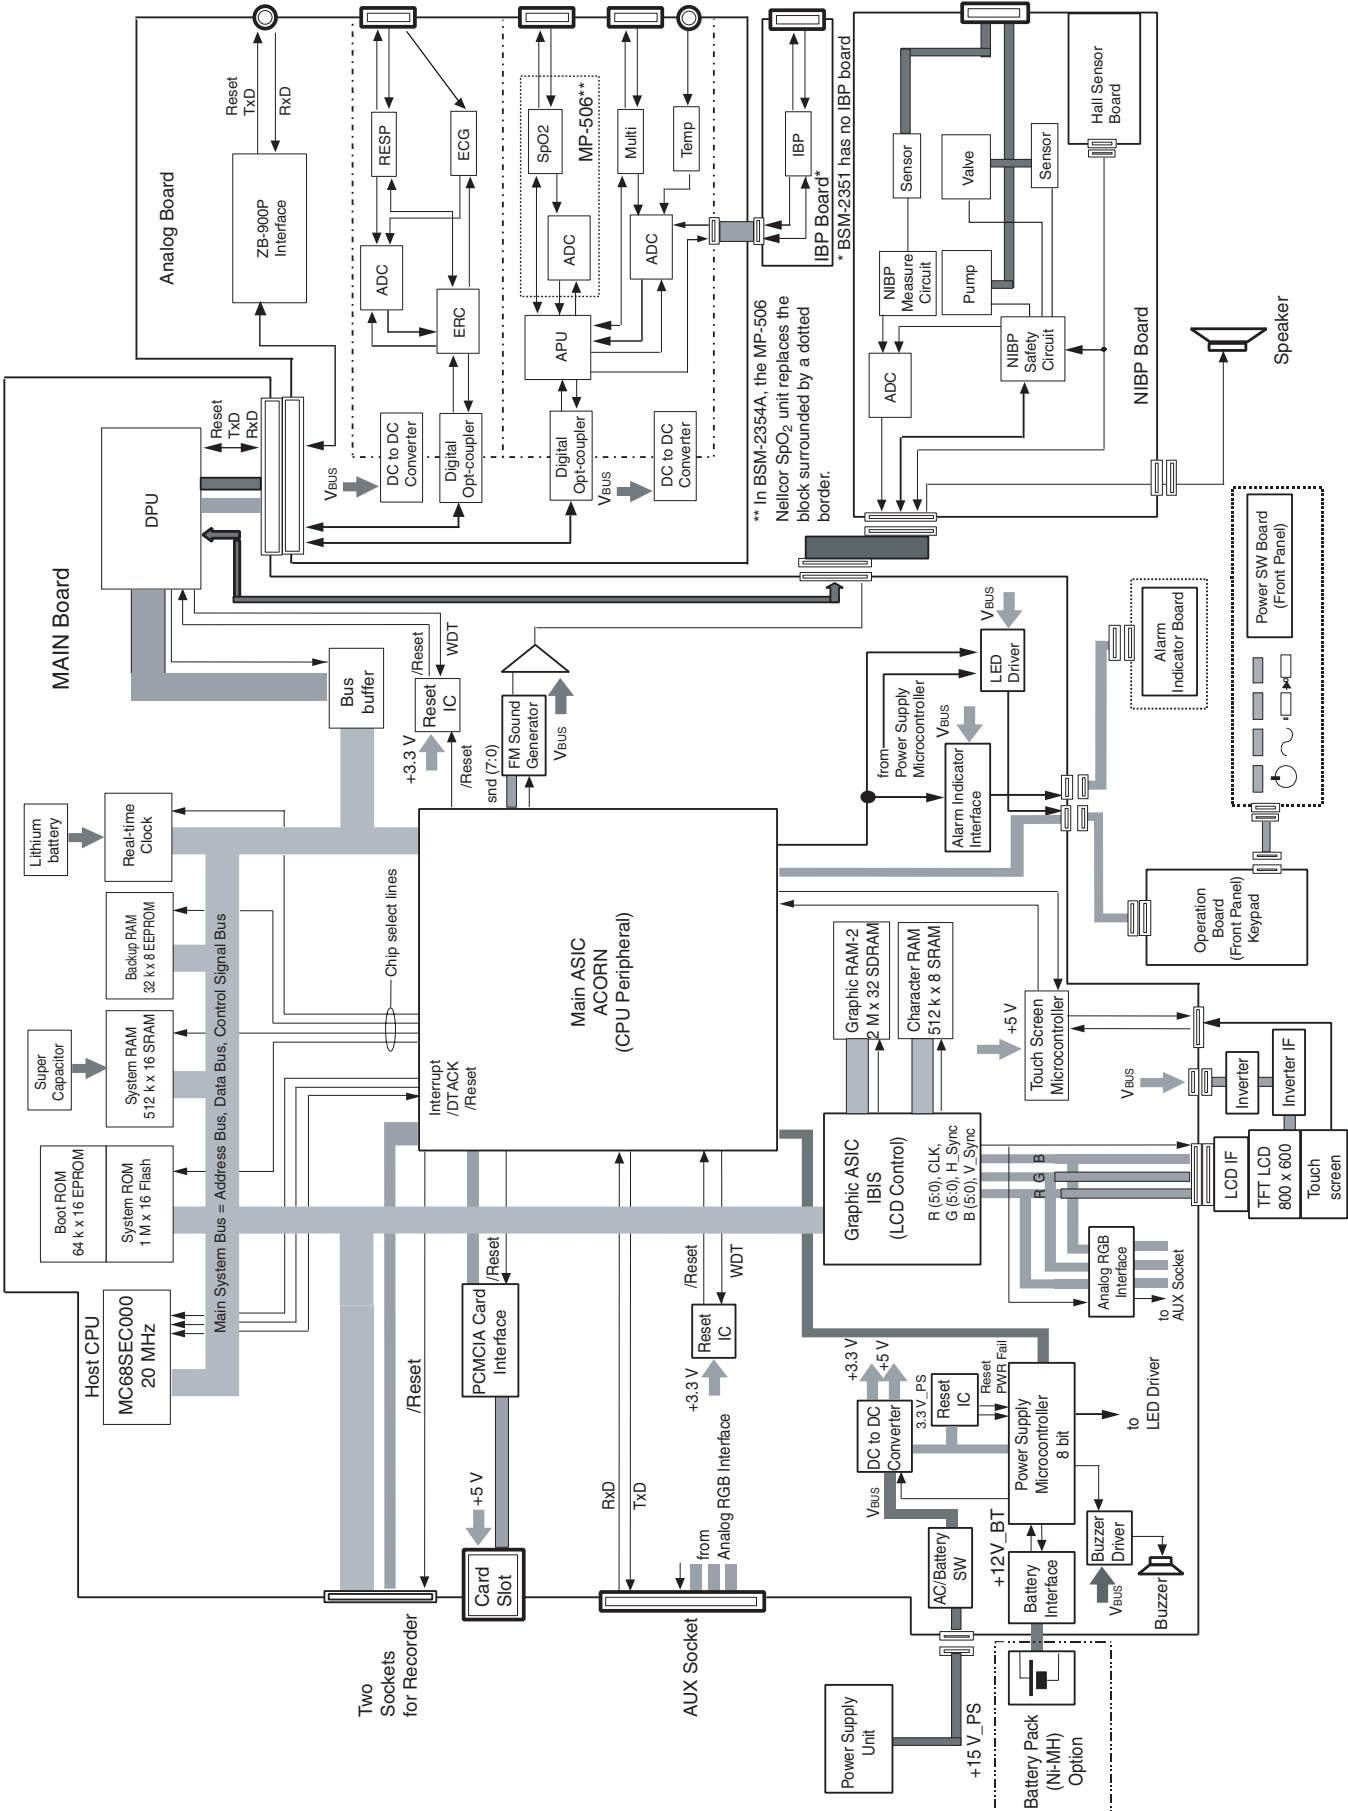 MAIN Board
Lithium
battery
Real-time
Clock
Backup RAM
32 k x 8 EEPROM
Super
Capacitor
System RAM
512 k x 16 SRAM
Boot ROM
64 k x 16 EPROM
System ROM
1 M x 16 Flash
Host CPU
MC68SEC000
20 MHz
Main System Bus = Address Bus, Data Bus, Control Signal Bus
Chip select lines
DPU
Reset
TxD
RxD
Bus
buffer
/Reset
WDT
Reset
IC
+3.3 V
/Reset
snd (7:0)
FM Sound
Generator
VBUS
Main ASIC
ACORN
(CPU Peripheral)
Interrupt
/DTACK
/Reset
/Reset
Two
Sockets
for Recorder
/Reset
PCMCIA Card
Interface
+5 V
Card
Slot
/Reset
WDT
Reset
IC
+3.3 V
RxD
TxD
from
Analog RGB Interface
AUX Socket
Analog Board
ZB-900P
Interface
Reset
TxD
RxD
RESP
ECG
ADC
ERC
VBUS
DC to DC
Converter
Digital
Opt-coupler
SpO2
MP-506**
ADC
Multi
Temp
ADC
APU
Digital
Opt-coupler
VBUS
DC to DC
Converter
IBP
IBP Board*
* BSM-2351 has no IBP board
** In BSM-2354A, the MP-506
Nellcor SpO2 unit replaces the
block surrounded by a dotted
border.
NIBP Board
Hall Sensor
Board
Sensor
Valve
Sensor
NIBP
Measure
Circuit
Pump
ADC
NIBP
Safety
Circuit
Speaker
VBUS
LED
Driver
from
Power Supply
Microcontroller
VBUS
Alarm Indicator
Interface
Alarm
Indicator Board
Power SW Board
(Front Panel)
Operation
Board
(Front Panel)
Keypad
Graphic RAM-2
2 M x 32 SDRAM
Character RAM
512 k x 8 SRAM
+5 V
Touch Screen
Microcontroller
Graphic ASIC
IBIS
(LCD Control)
R (5:0), CLK,
G (5:0), H_Sync
B (5:0), V_Sync
R G B
VBUS
Inverter
Inverter IF
LCD IF
TFT LCD
800 x 600
Touch
screen
Analog RGB
Interface
to
AUX Socket
+3.3 V
+5 V
DC to DC
Converter
3.3 V_PS
Reset
IC
Reset
PWR Fail
Power Supply
Microcontroller
8 bit
to
LED Driver
VBUS
AC/Battery
SW
+12V_BT
Battery
Interface
Buzzer
Driver
VBUS
Buzzer
Power Supply
Unit
+15 V_PS
Battery Pack
(Ni-MH)
Option